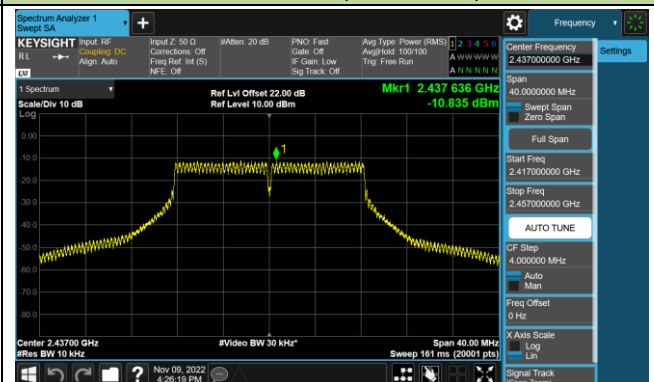 Spectrum Analyzer 1
Swept SA
Frequency
KEYSIGHT
RL
LXI
Input: RF
Coupling: DC
Align: Auto
Input Z: 50 Ω
Corrections: Off
Freq Ref: Int (S)
NFE: Off
#Atten: 20 dB
PNO: Fast
Gate: Off
IF Gain: Low
Sig Track: Off
Avg Type: Power (RMS)
Avg|Hold: 100/100
Trig: Free Run
1 2 3 4 5 6
A W W W W W
A N N N N N
1 Spectrum
Scale/Div 10 dB
Log
Ref Lvl Offset 22.00 dB
Ref Level 10.00 dBm
Mkr1 2.437 636 GHz
-10.835 dBm
1
0.00
-10.0
-20.0
-30.0
-40.0
-50.0
-60.0
-70.0
-80.0
Center 2.43700 GHz
#Res BW 10 kHz
#Video BW 30 kHz*
Span 40.00 MHz
Sweep 161 ms (20001 pts)
Nov 09, 2022
4:26:19 PM
Center Frequency
2.437000000 GHz
Span
40.0000000 MHz
Swept Span
Zero Span
Full Span
Start Freq
2.417000000 GHz
Stop Freq
2.457000000 GHz
AUTO TUNE
CF Step
4.000000 MHz
Auto
Man
Freq Offset
0 Hz
X Axis Scale
Log
Lin
Signal Track
Settings